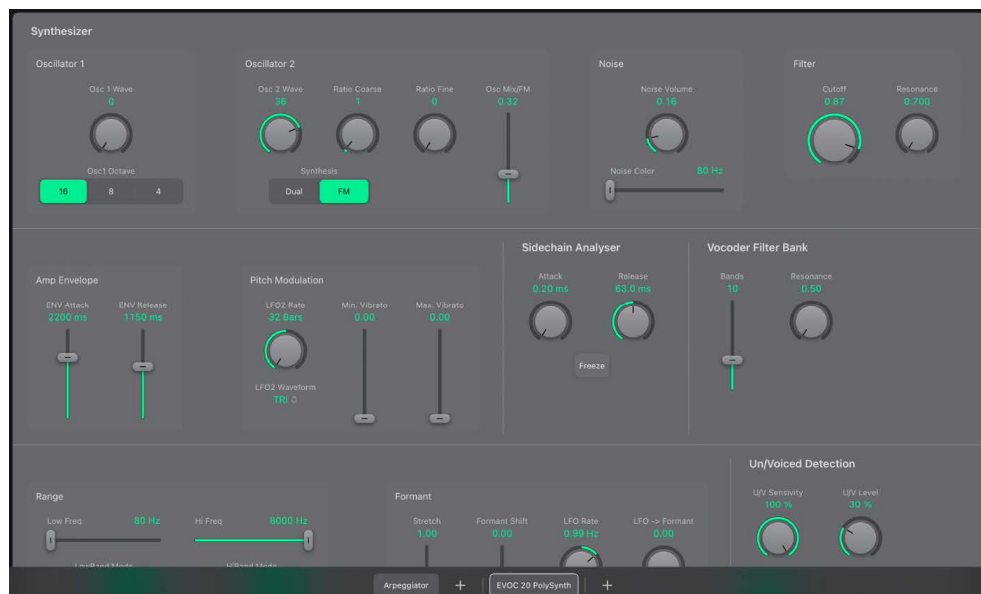 Synthesizer
Oscillator 1
Oscillator 2
Noise
Filter
Osc 1 Wave
0
Osc 2 Wave
36
Ratio Coarse
1
Ratio Fine
0
Osc Mix/FM
0.32
Noise Volume
0.16
Cutoff
0.87
Resonance
0.700
Osc1 Octave
16 8 4
Synthesis
Dual FM
Noise Color 80 Hz
Sidechain Analyser
Vocoder Filter Bank
Amp Envelope
Pitch Modulation
ENV Attack
2200 ms
ENV Release
1150 ms
LFO2 Rate
32 Bars
Min. Vibrato
0.00
Max. Vibrato
0.00
Attack
0.20 ms
Release
63.0 ms
Bands
10
Resonance
0.50
Freeze
LFO2 Waveform
TRI
Un/Voiced Detection
Range
Formant
Low Freq 80 Hz
Hi Freq 8000 Hz
Stretch
1.00
Formant Shift
0.00
LFO Rate
0.99 Hz
LFO -> Formant
0.00
U/V Sensivity
100 %
U/V Level
30 %
LowBand Mode
HiBand Mode
Arpeggiator + EVOC 20 PolySynth +